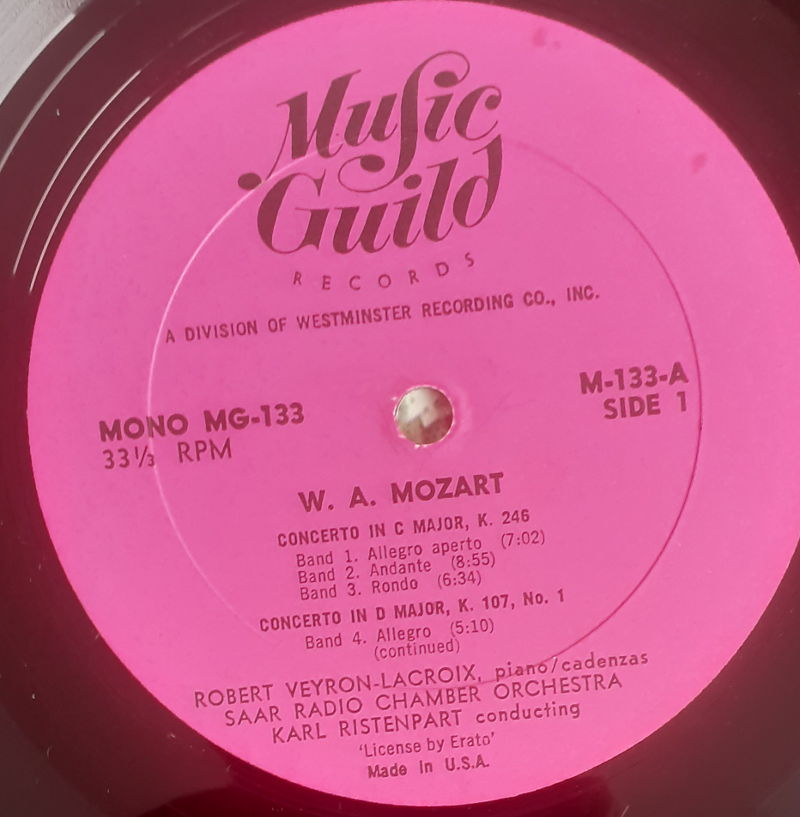 Music
Guild
RECORDS
A DIVISION OF WESTMINSTER RECORDING CO., INC.
MONO MG-133
33⅓ RPM
M-133-A
SIDE 1
W. A. MOZART
CONCERTO IN C MAJOR, K. 246
Band 1. Allegro aperto (7:02)
Band 2. Andante (8:55)
Band 3. Rondo (6:34)
CONCERTO IN D MAJOR, K. 107, No. 1
Band 4. Allegro (5:10)
(continued)
ROBERT VEYRON-LACROIX, piano/cadenzas
SAAR RADIO CHAMBER ORCHESTRA
KARL RISTENPART conducting
'License by Erato'
Made in U.S.A.